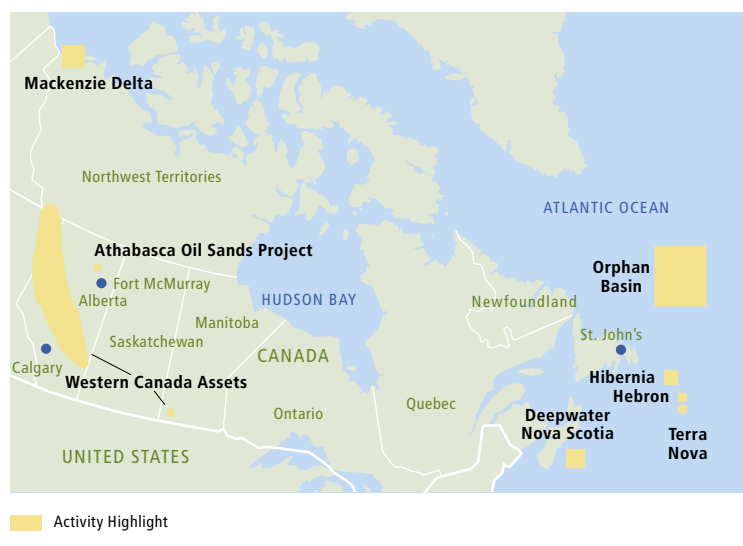 Mackenzie Delta
Northwest Territories
ATLANTIC OCEAN
Athabasca Oil Sands Project
Orphan
Basin
Fort McMurray
Alberta
HUDSON BAY
Newfoundland
Manitoba
Saskatchewan
St. John's
CANADA
Calgary
Western Canada Assets
Hibernia
Hebron
Ontario
Quebec
Deepwater
Nova Scotia
Terra
Nova
UNITED STATES
Activity Highlight